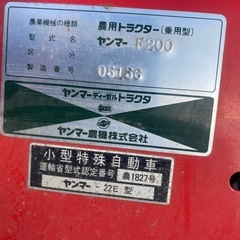 農業機械の種類 農用トラクター(乗用型)
型式 ヤンマー F200
区分
製造番号 06186
ヤンマーディーゼルトラクタ
ヤンマー農機株式会社
小型特殊自動車
運輸省型式認定番号 農1827号
ヤンマー 22E 型